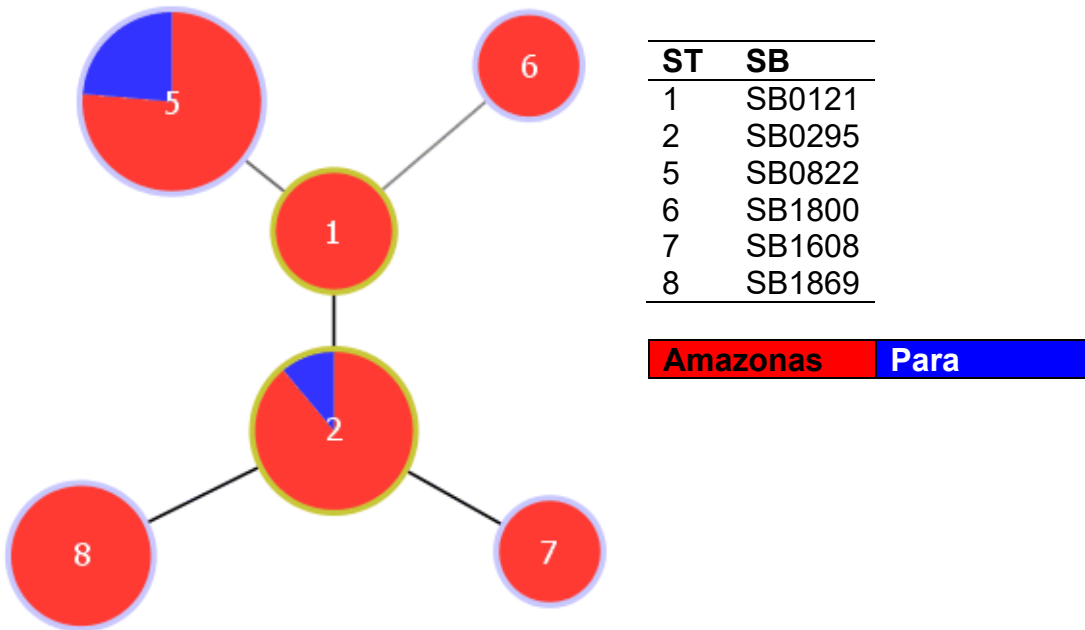 5
6
1
2
8
7
ST SB
1 SB0121
2 SB0295
5 SB0822
6 SB1800
7 SB1608
8 SB1869
Amazonas Para